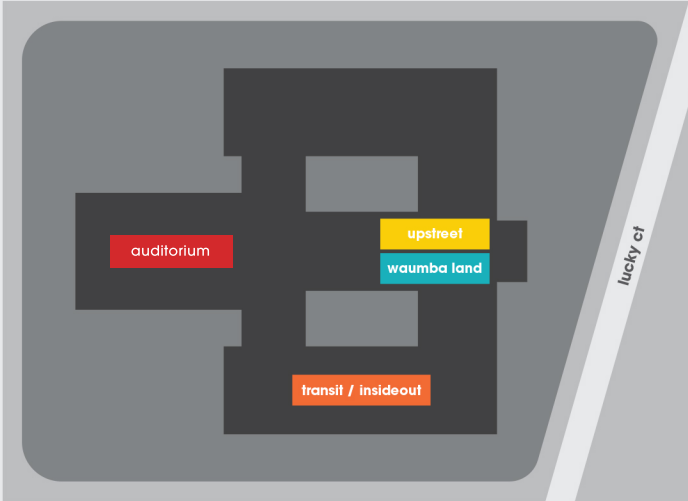 upstreet
auditorium
waumba land
lucky ct
transit / insideout